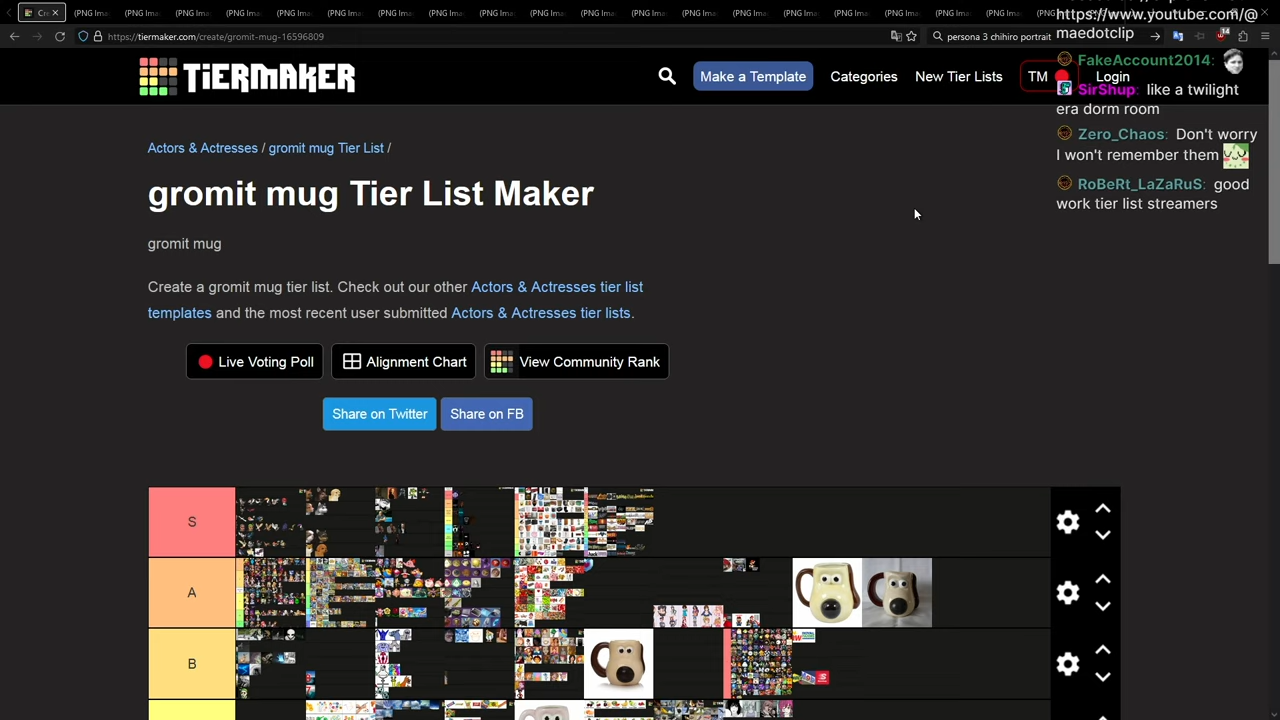 (PNG Ima
https://tiermaker.com/create/gromit-mug-16596809
persona 3 chihiro portrait
https://www.youtube.com/@
maedotclip
TiERMAKER
Make a Template
Categories
New Tier Lists
TM
Login
FakeAccount2014:
SirShup: like a twilight
era dorm room
Zero_Chaos: Don't worry
I won't remember them
RoBeRt_LaZaRuS: good
work tier list streamers
Actors & Actresses / gromit mug Tier List /
gromit mug Tier List Maker
gromit mug
Create a gromit mug tier list. Check out our other Actors & Actresses tier list
templates and the most recent user submitted Actors & Actresses tier lists.
Live Voting Poll
Alignment Chart
View Community Rank
Share on Twitter
Share on FB
S
A
B